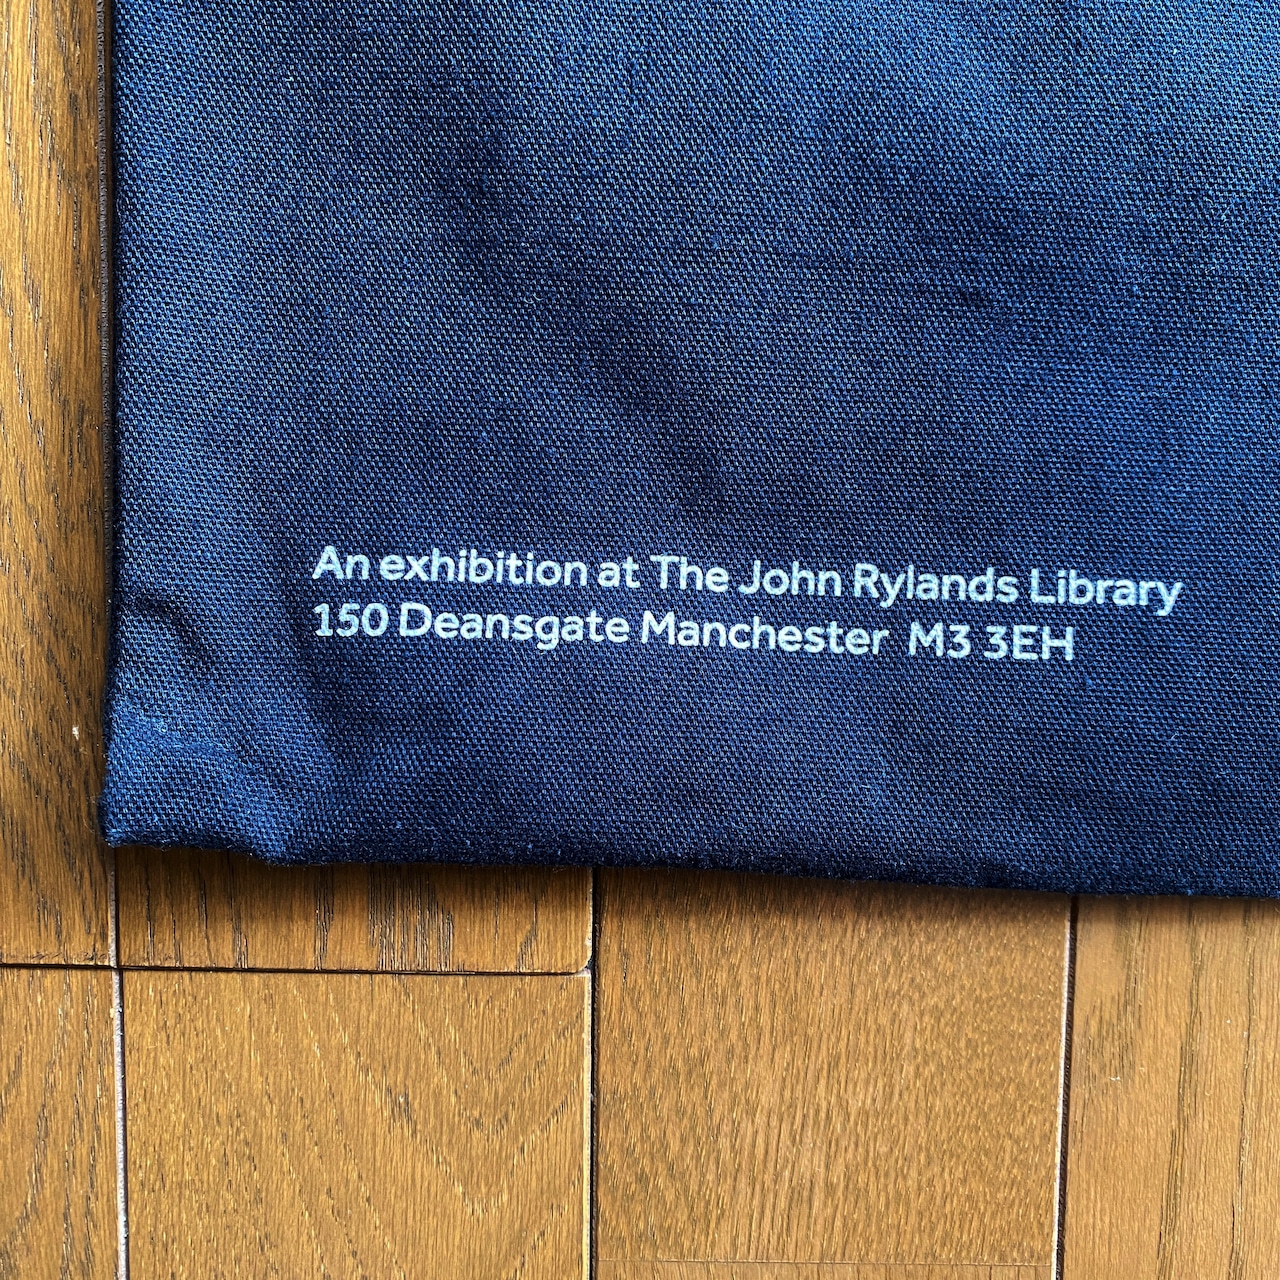 An exhibition at The John Rylands Library
150 Deansgate Manchester  M3 3EH